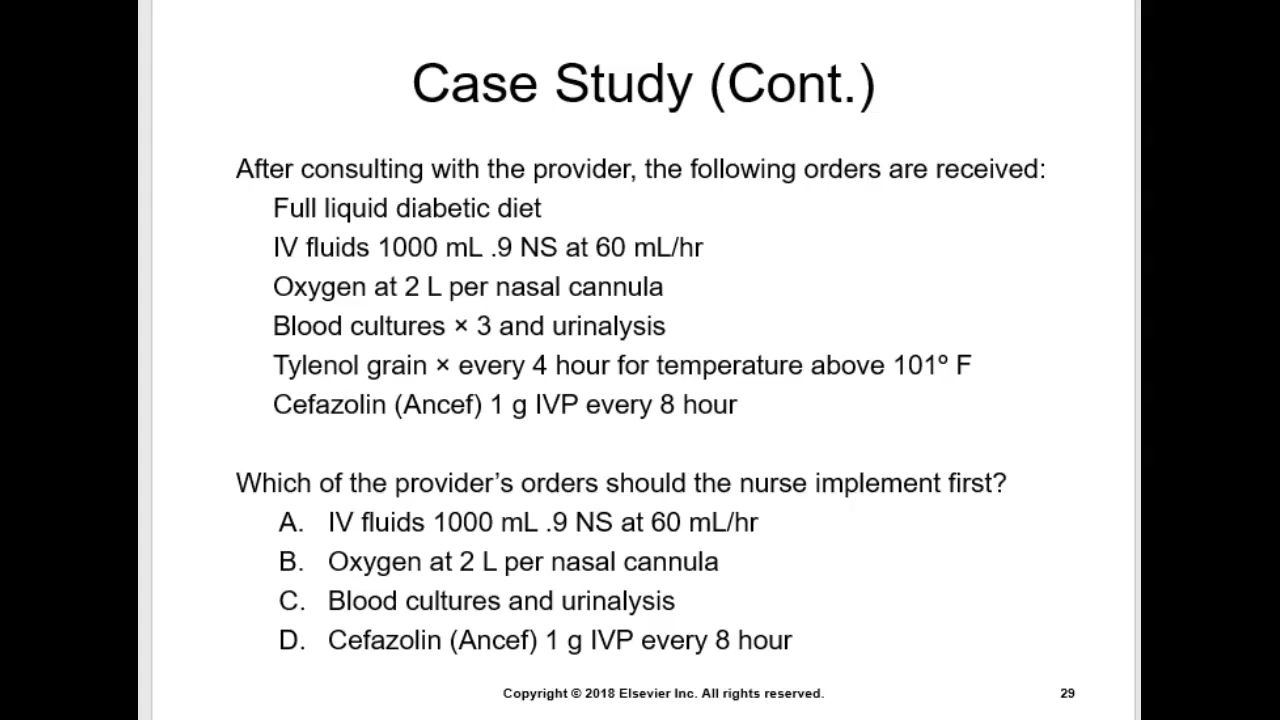 Case Study (Cont.)
After consulting with the provider, the following orders are received:
Full liquid diabetic diet
IV fluids 1000 mL .9 NS at 60 mL/hr
Oxygen at 2 L per nasal cannula
Blood cultures × 3 and urinalysis
Tylenol grain × every 4 hour for temperature above 101º F
Cefazolin (Ancef) 1 g IVP every 8 hour
Which of the provider’s orders should the nurse implement first?
A. IV fluids 1000 mL .9 NS at 60 mL/hr
B. Oxygen at 2 L per nasal cannula
C. Blood cultures and urinalysis
D. Cefazolin (Ancef) 1 g IVP every 8 hour
Copyright © 2018 Elsevier Inc. All rights reserved. 29